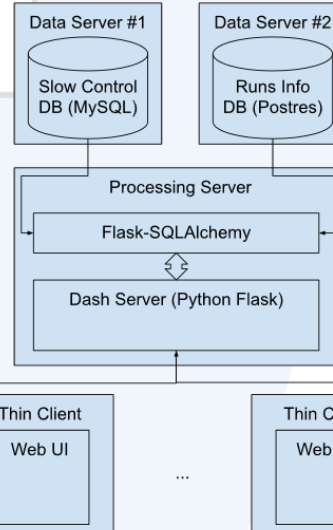 Data Server #1
Data Server #2
Slow Control
DB (MySQL)
Runs Info
DB (Postres)
Processing Server
Flask-SQLAlchemy
Dash Server (Python Flask)
Thin Client
Thin C
Web UI
Web
...